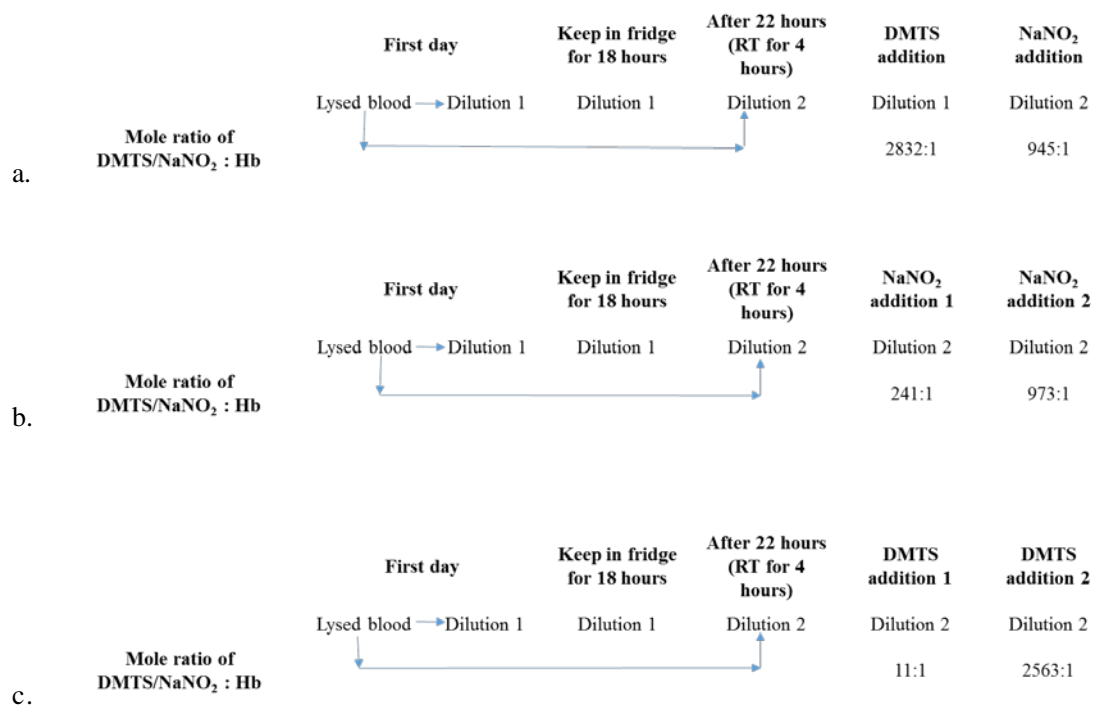 First day
Keep in fridge
for 18 hours
After 22 hours
(RT for 4
hours)
DMTS
addition
NaNO₂
addition
Lysed blood Dilution 1 Dilution 1 Dilution 2 Dilution 1 Dilution 2
a.
Mole ratio of
DMTS/NaNO₂ : Hb
2832:1 945:1
First day
Keep in fridge
for 18 hours
After 22 hours
(RT for 4
hours)
NaNO₂
addition 1
NaNO₂
addition 2
Lysed blood Dilution 1 Dilution 1 Dilution 2 Dilution 2 Dilution 2
b.
Mole ratio of
DMTS/NaNO₂ : Hb
241:1 973:1
First day
Keep in fridge
for 18 hours
After 22 hours
(RT for 4
hours)
DMTS
addition 1
DMTS
addition 2
Lysed blood Dilution 1 Dilution 1 Dilution 2 Dilution 2 Dilution 2
c.
Mole ratio of
DMTS/NaNO₂ : Hb
11:1 2563:1